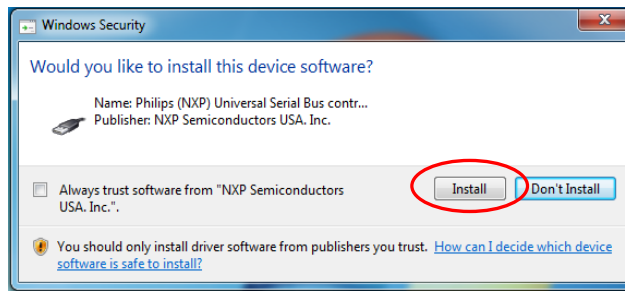 Windows Security
Would you like to install this device software?
Name: Philips (NXP) Universal Serial Bus contr...
Publisher: NXP Semiconductors USA. Inc.
Always trust software from "NXP Semiconductors
USA. Inc.".
Install
Don't Install
You should only install driver software from publishers you trust. How can I decide which device
software is safe to install?